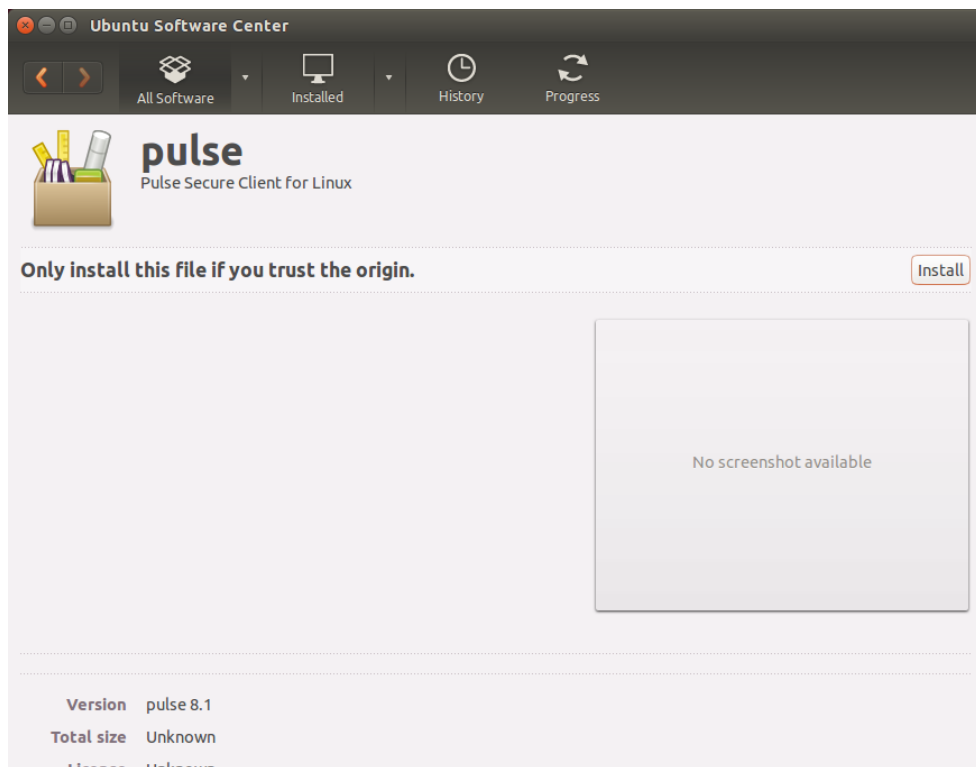 Ubuntu Software Center
All Software
Installed
History
Progress
pulse
Pulse Secure Client for Linux
Only install this file if you trust the origin.
Install
No screenshot available
Version pulse 8.1
Total size Unknown